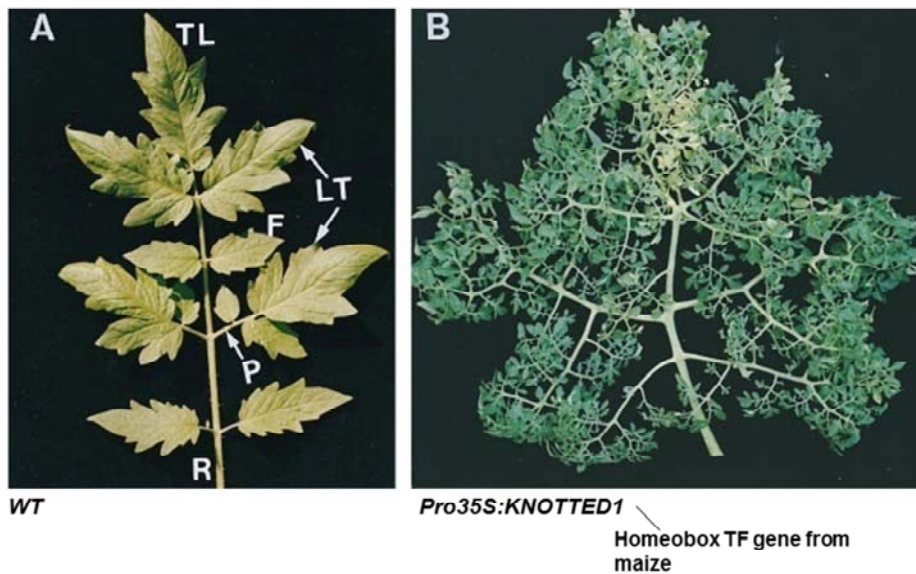 A
TL
LT
F
P
R
B
WT
Pro35S:KNOTTED1
Homeobox TF gene from
maize